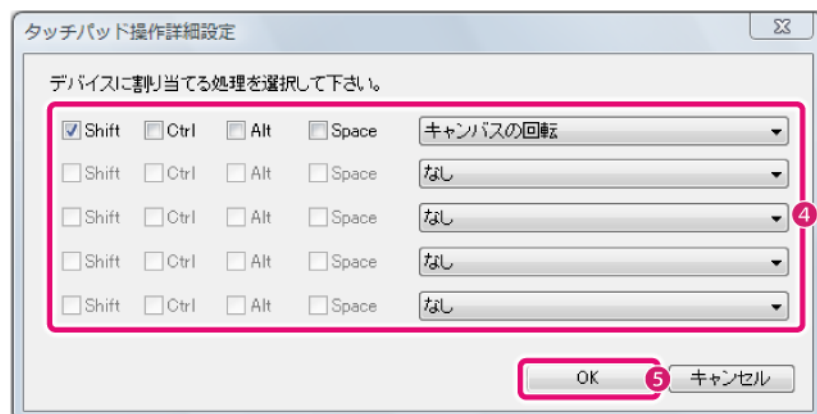 タッチパッド操作詳細設定
デバイスに割り当てる処理を選択して下さい。
Shift Ctrl Alt Space キャンバスの回転
Shift Ctrl Alt Space なし
Shift Ctrl Alt Space なし 4
Shift Ctrl Alt Space なし
Shift Ctrl Alt Space なし
OK 5 キャンセル